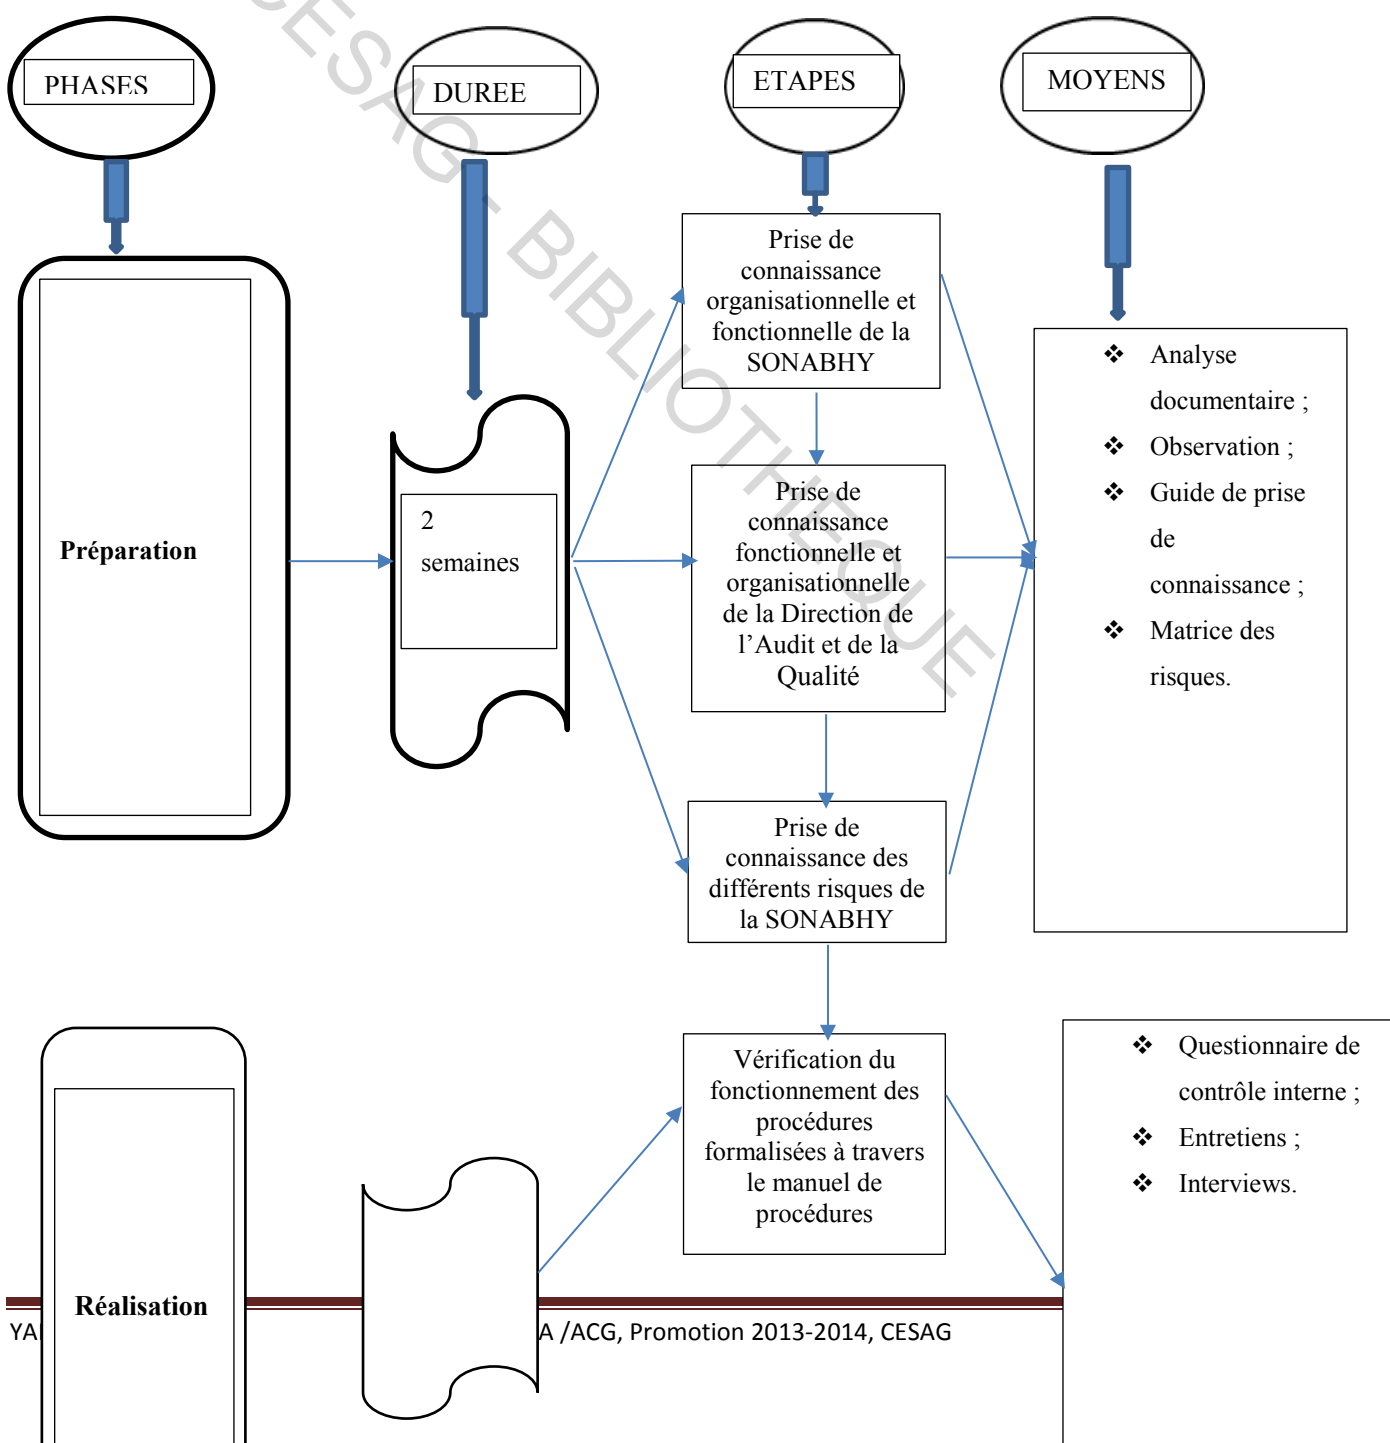 PHASES
DUREE
ETAPES
MOYENS
CESAG - BIBLIOTHEQUE
Préparation
2
semaines
Prise de
connaissance
organisationnelle et
fonctionnelle de la
SONABHY
Prise de
connaissance
fonctionnelle et
organisationnelle
de la Direction de
l’Audit et de la
Qualité
Prise de
connaissance des
différents risques de
la SONABHY
❖ Analyse
documentaire ;
❖ Observation ;
❖ Guide de prise
de
connaissance ;
❖ Matrice des
risques.
Réalisation
Vérification du
fonctionnement des
procédures
formalisées à travers
le manuel de
procédures
❖ Questionnaire de
contrôle interne ;
❖ Entretiens ;
❖ Interviews.
A /ACG, Promotion 2013-2014, CESAG